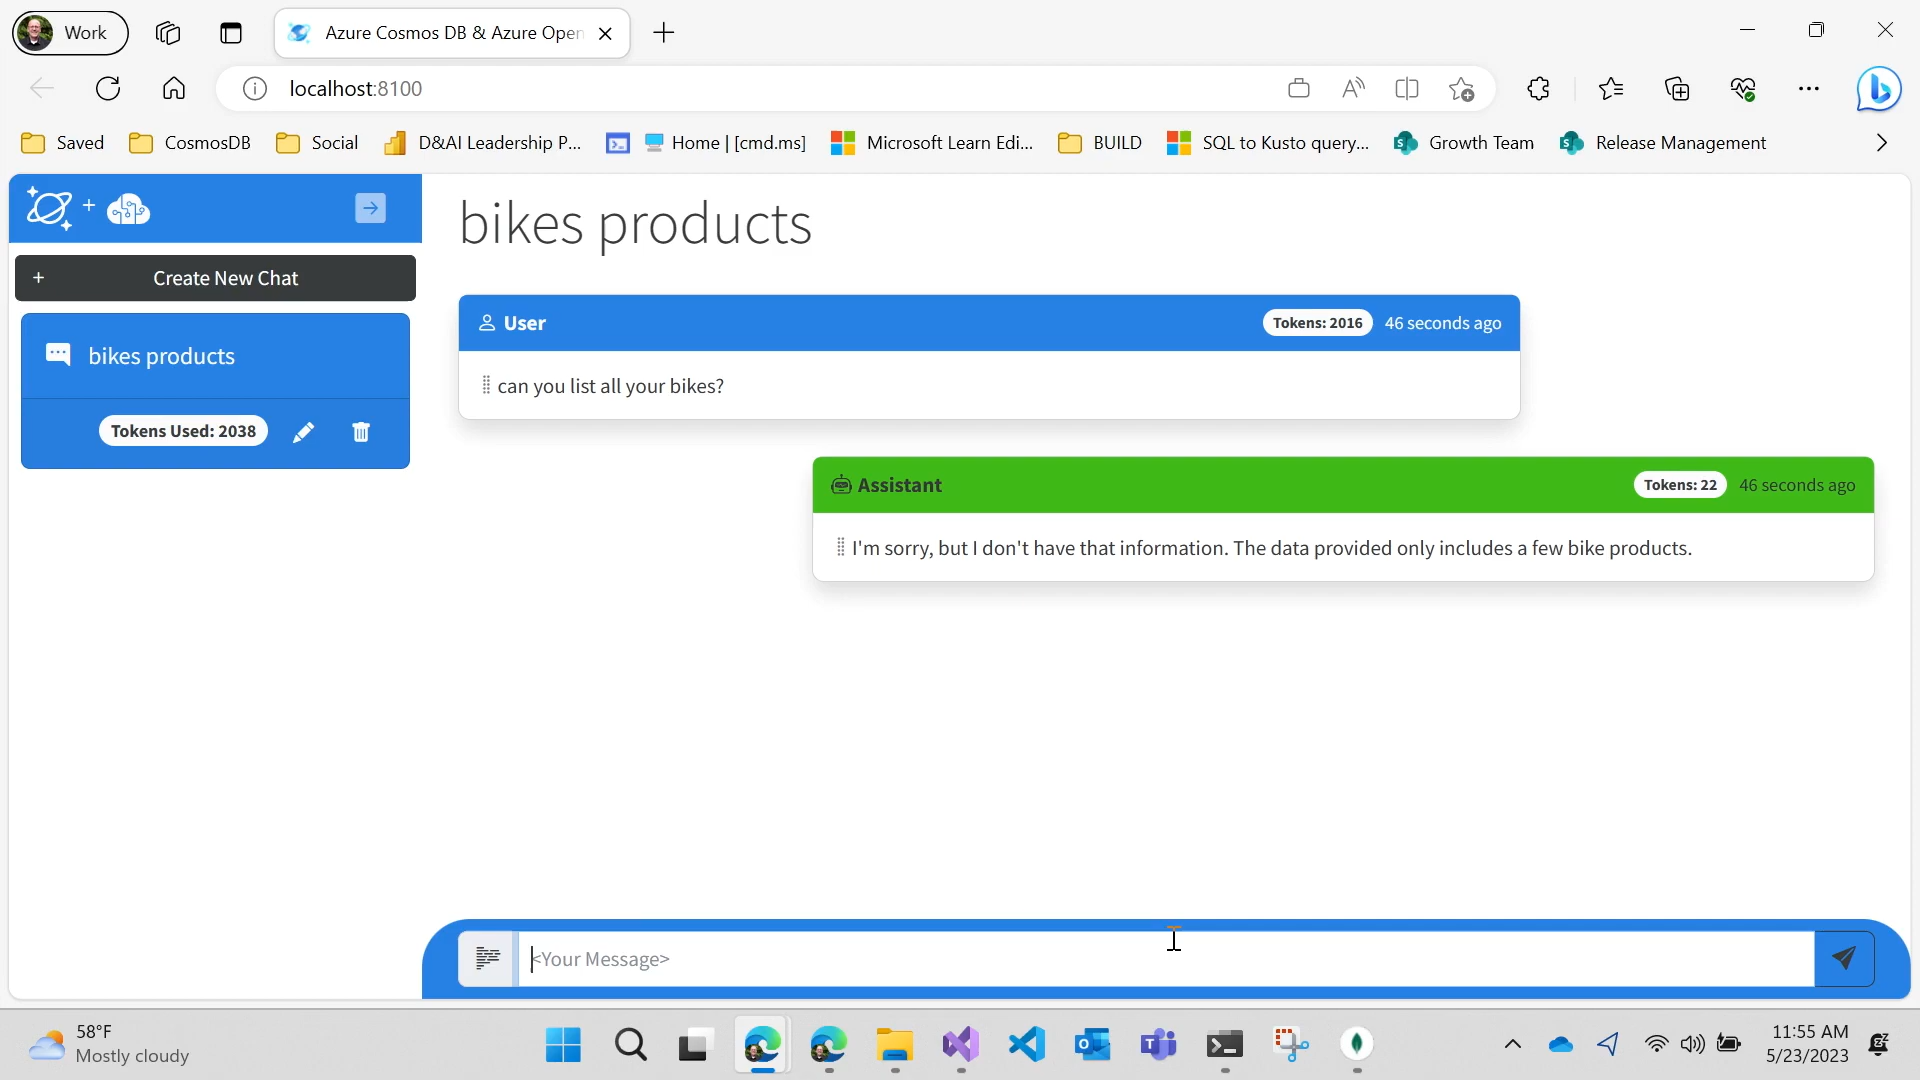 Work
Azure Cosmos DB & Azure Open
localhost:8100
Saved
CosmosDB
Social
D&AI Leadership P...
Home | [cmd.ms]
Microsoft Learn Edi...
BUILD
SQL to Kusto query...
Growth Team
Release Management
+
+ Create New Chat
bikes products
Tokens Used: 2038
bikes products
User
Tokens: 2016
46 seconds ago
can you list all your bikes?
Assistant
Tokens: 22
46 seconds ago
I'm sorry, but I don't have that information. The data provided only includes a few bike products.
<Your Message>
58°F
Mostly cloudy
11:55 AM
5/23/2023